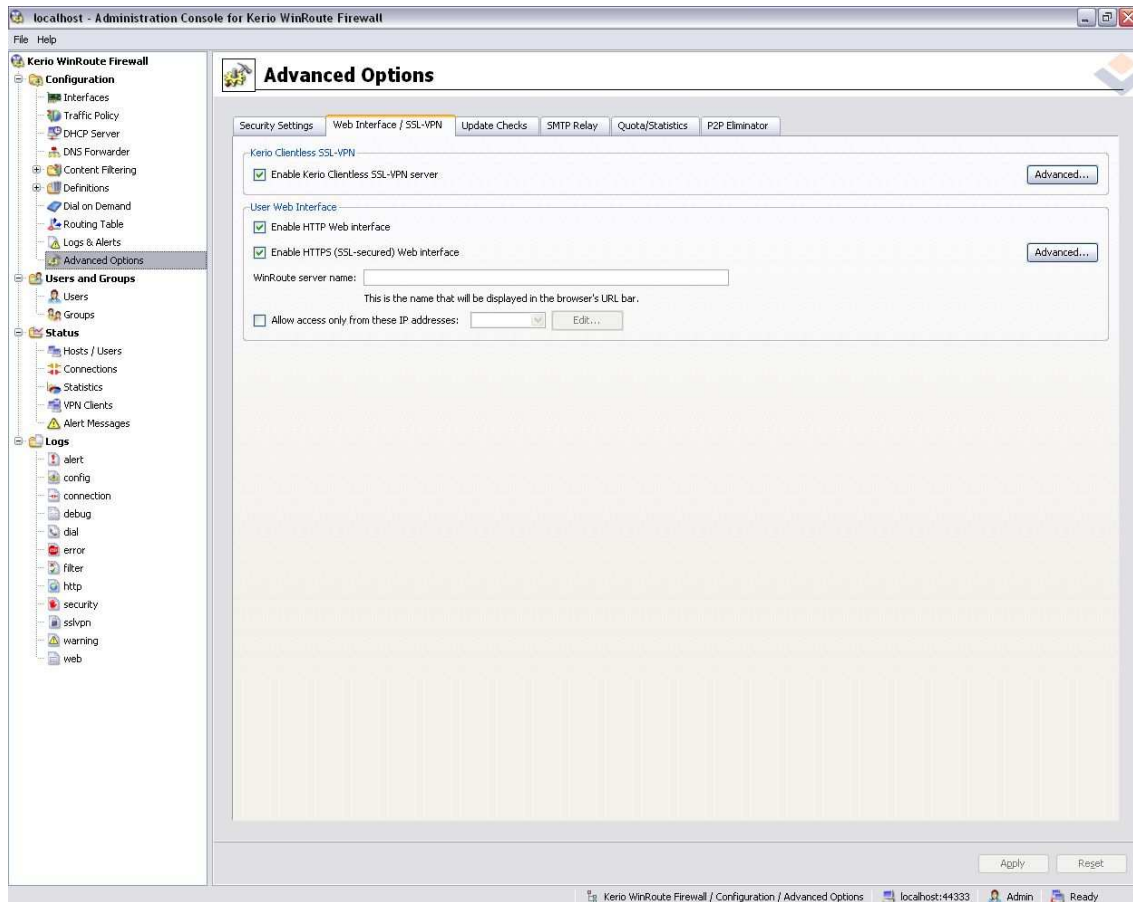 localhost - Administration Console for Kerio WinRoute Firewall
File Help
Kerio WinRoute Firewall
Configuration
Interfaces
Traffic Policy
DHCP Server
DNS Forwarder
Content Filtering
Definitions
Dial on Demand
Routing Table
Logs & Alerts
Advanced Options
Users and Groups
Users
Groups
Status
Hosts / Users
Connections
Statistics
VPN Clients
Alert Messages
Logs
alert
config
connection
debug
dial
error
filter
http
security
sslvpn
warning
web
Advanced Options
Security Settings Web Interface / SSL-VPN Update Checks SMTP Relay Quota/Statistics P2P Eliminator
Kerio Clientless SSL-VPN
Enable Kerio Clientless SSL-VPN server Advanced...
User Web Interface
Enable HTTP Web interface
Enable HTTPS (SSL-secured) Web interface Advanced...
WinRoute server name:
This is the name that will be displayed in the browser's URL bar.
Allow access only from these IP addresses: Edit...
Apply Reset
Kerio WinRoute Firewall / Configuration / Advanced Options localhost:44333 Admin Ready